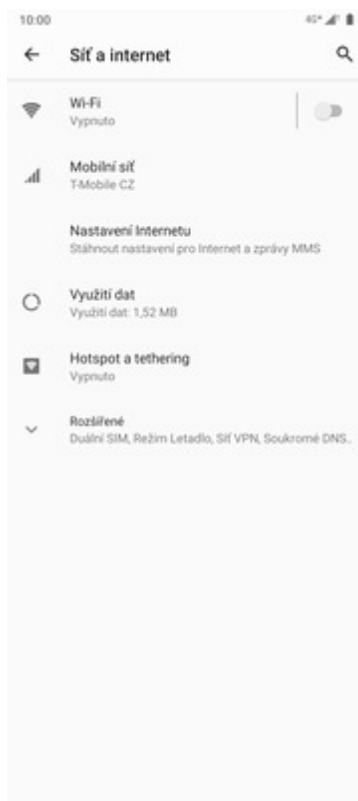 10:00 4G+
Síť a internet
Wi-Fi
Vypnuto
Mobilní síť
T-Mobile CZ
Nastavení Internetu
Stáhnout nastavení pro Internet a zprávy MMS
Využití dat
Využití dat: 1,52 MB
Hotspot a tethering
Vypnuto
Rozšířené
Duální SIM, Režim Letadlo, Síť VPN, Soukromé DNS..